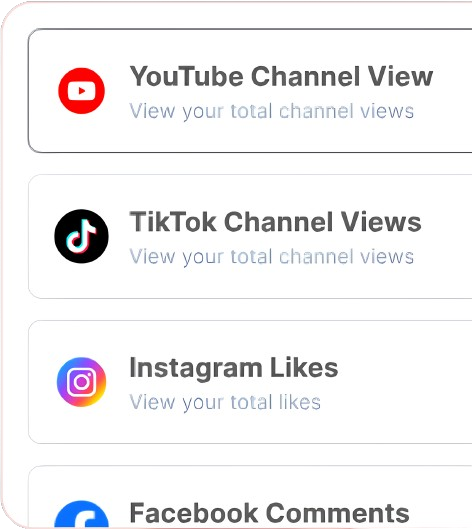 YouTube Channel View
View your total channel views
TikTok Channel Views
View your total channel views
Instagram Likes
View your total likes
Facebook Comments